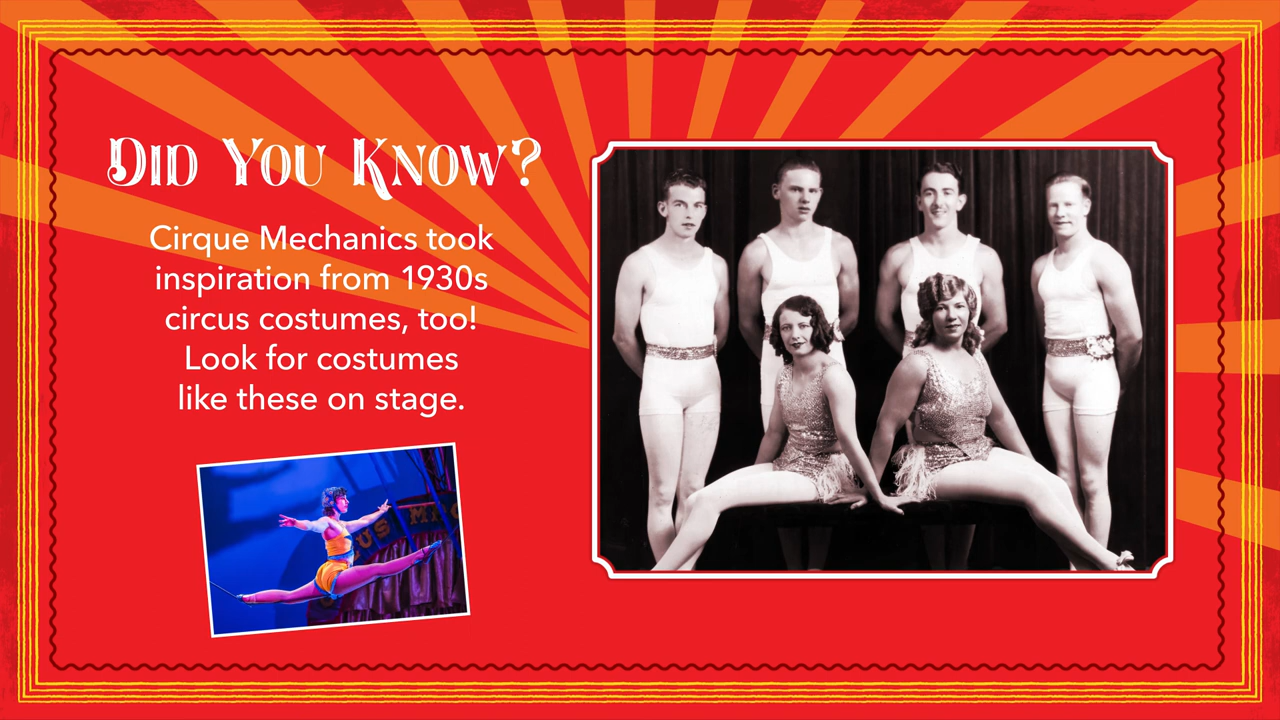 Did You Know?
Cirque Mechanics took
inspiration from 1930s
circus costumes, too!
Look for costumes
like these on stage.